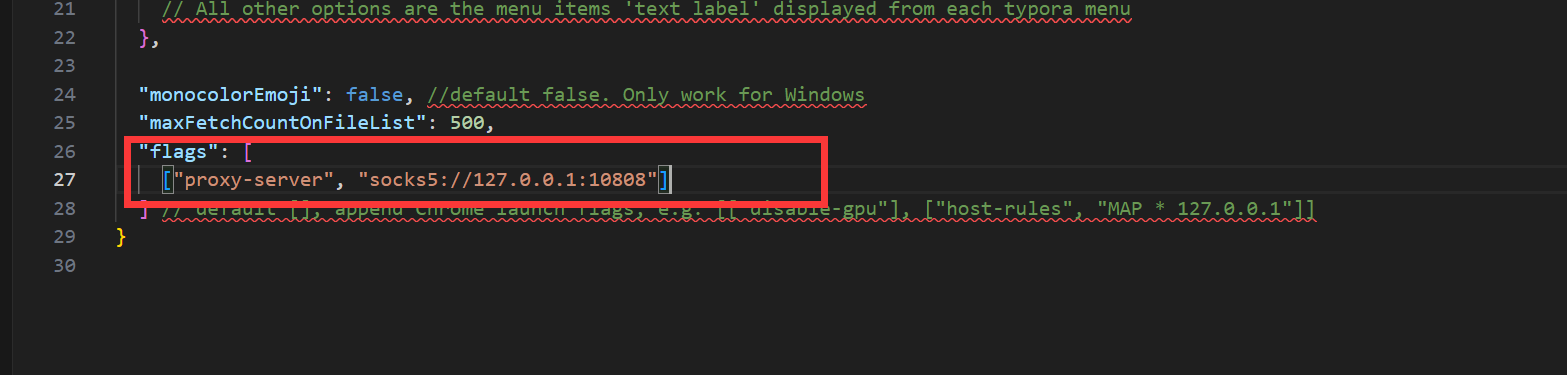 21 // All other options are the menu items 'text label' displayed from each typora menu
22 },
23
24 "monocolorEmoji": false, //default false. Only work for Windows
25 "maxFetchCountOnFileList": 500,
26 "flags": [
27 ["proxy-server", "socks5://127.0.0.1:10808"]
28 ] // default [], append Chrome launch flags, e.g: [["disable-gpu"], ["host-rules", "MAP * 127.0.0.1"]]
29 }
30